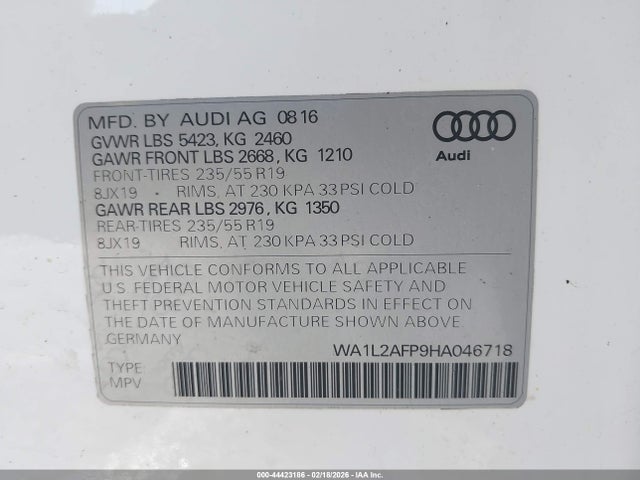 MFD. BY AUDI AG 08 16
GVWR LBS 5423, KG 2460
GAWR FRONT LBS 2668, KG 1210
FRONT-TIRES 235/55 R19
8JX19 • RIMS, AT 230 KPA 33 PSI COLD
GAWR REAR LBS 2976, KG 1350
REAR-TIRES 235/55 R19
8JX19 RIMS, AT 230 KPA 33 PSI COLD
Audi
THIS VEHICLE CONFORMS TO ALL APPLICABLE
U.S. FEDERAL MOTOR VEHICLE SAFETY AND
THEFT PREVENTION STANDARDS IN EFFECT ON
THE DATE OF MANUFACTURE SHOWN ABOVE.
GERMANY
WA1L2AFP9HA046718
TYPE:
MPV
000-44423106 - 02/18/2026 - IAA Inc.